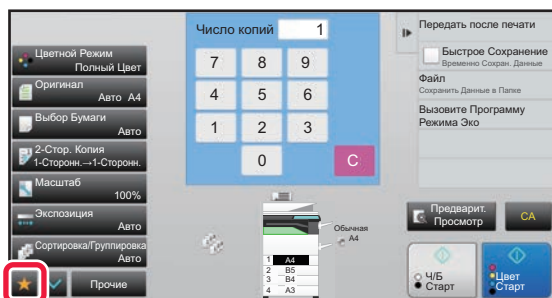 Число копий 1
7 8 9
4 5 6
1 2 3
0 C
Цветной Режим
Полный Цвет
Оригинал
Авто A4
Выбор Бумаги
Авто
2-Стор. Копия
1-Сторонн.→1-Сторонн.
Масштаб
100%
Экспозиция
Авто
Сортировка/Группировка
Авто
Прочие
Обычная
A4
1 A4
2 B5
3 B4
4 A3
Передать после печати
Быстрое Сохранение
Временно Сохран. Данные
Файл
Сохранить Данные в Папке
Вызовите Программу
Режима Эко
Предварит.
Просмотр
CA
Ч/Б
Старт
Цвет
Старт